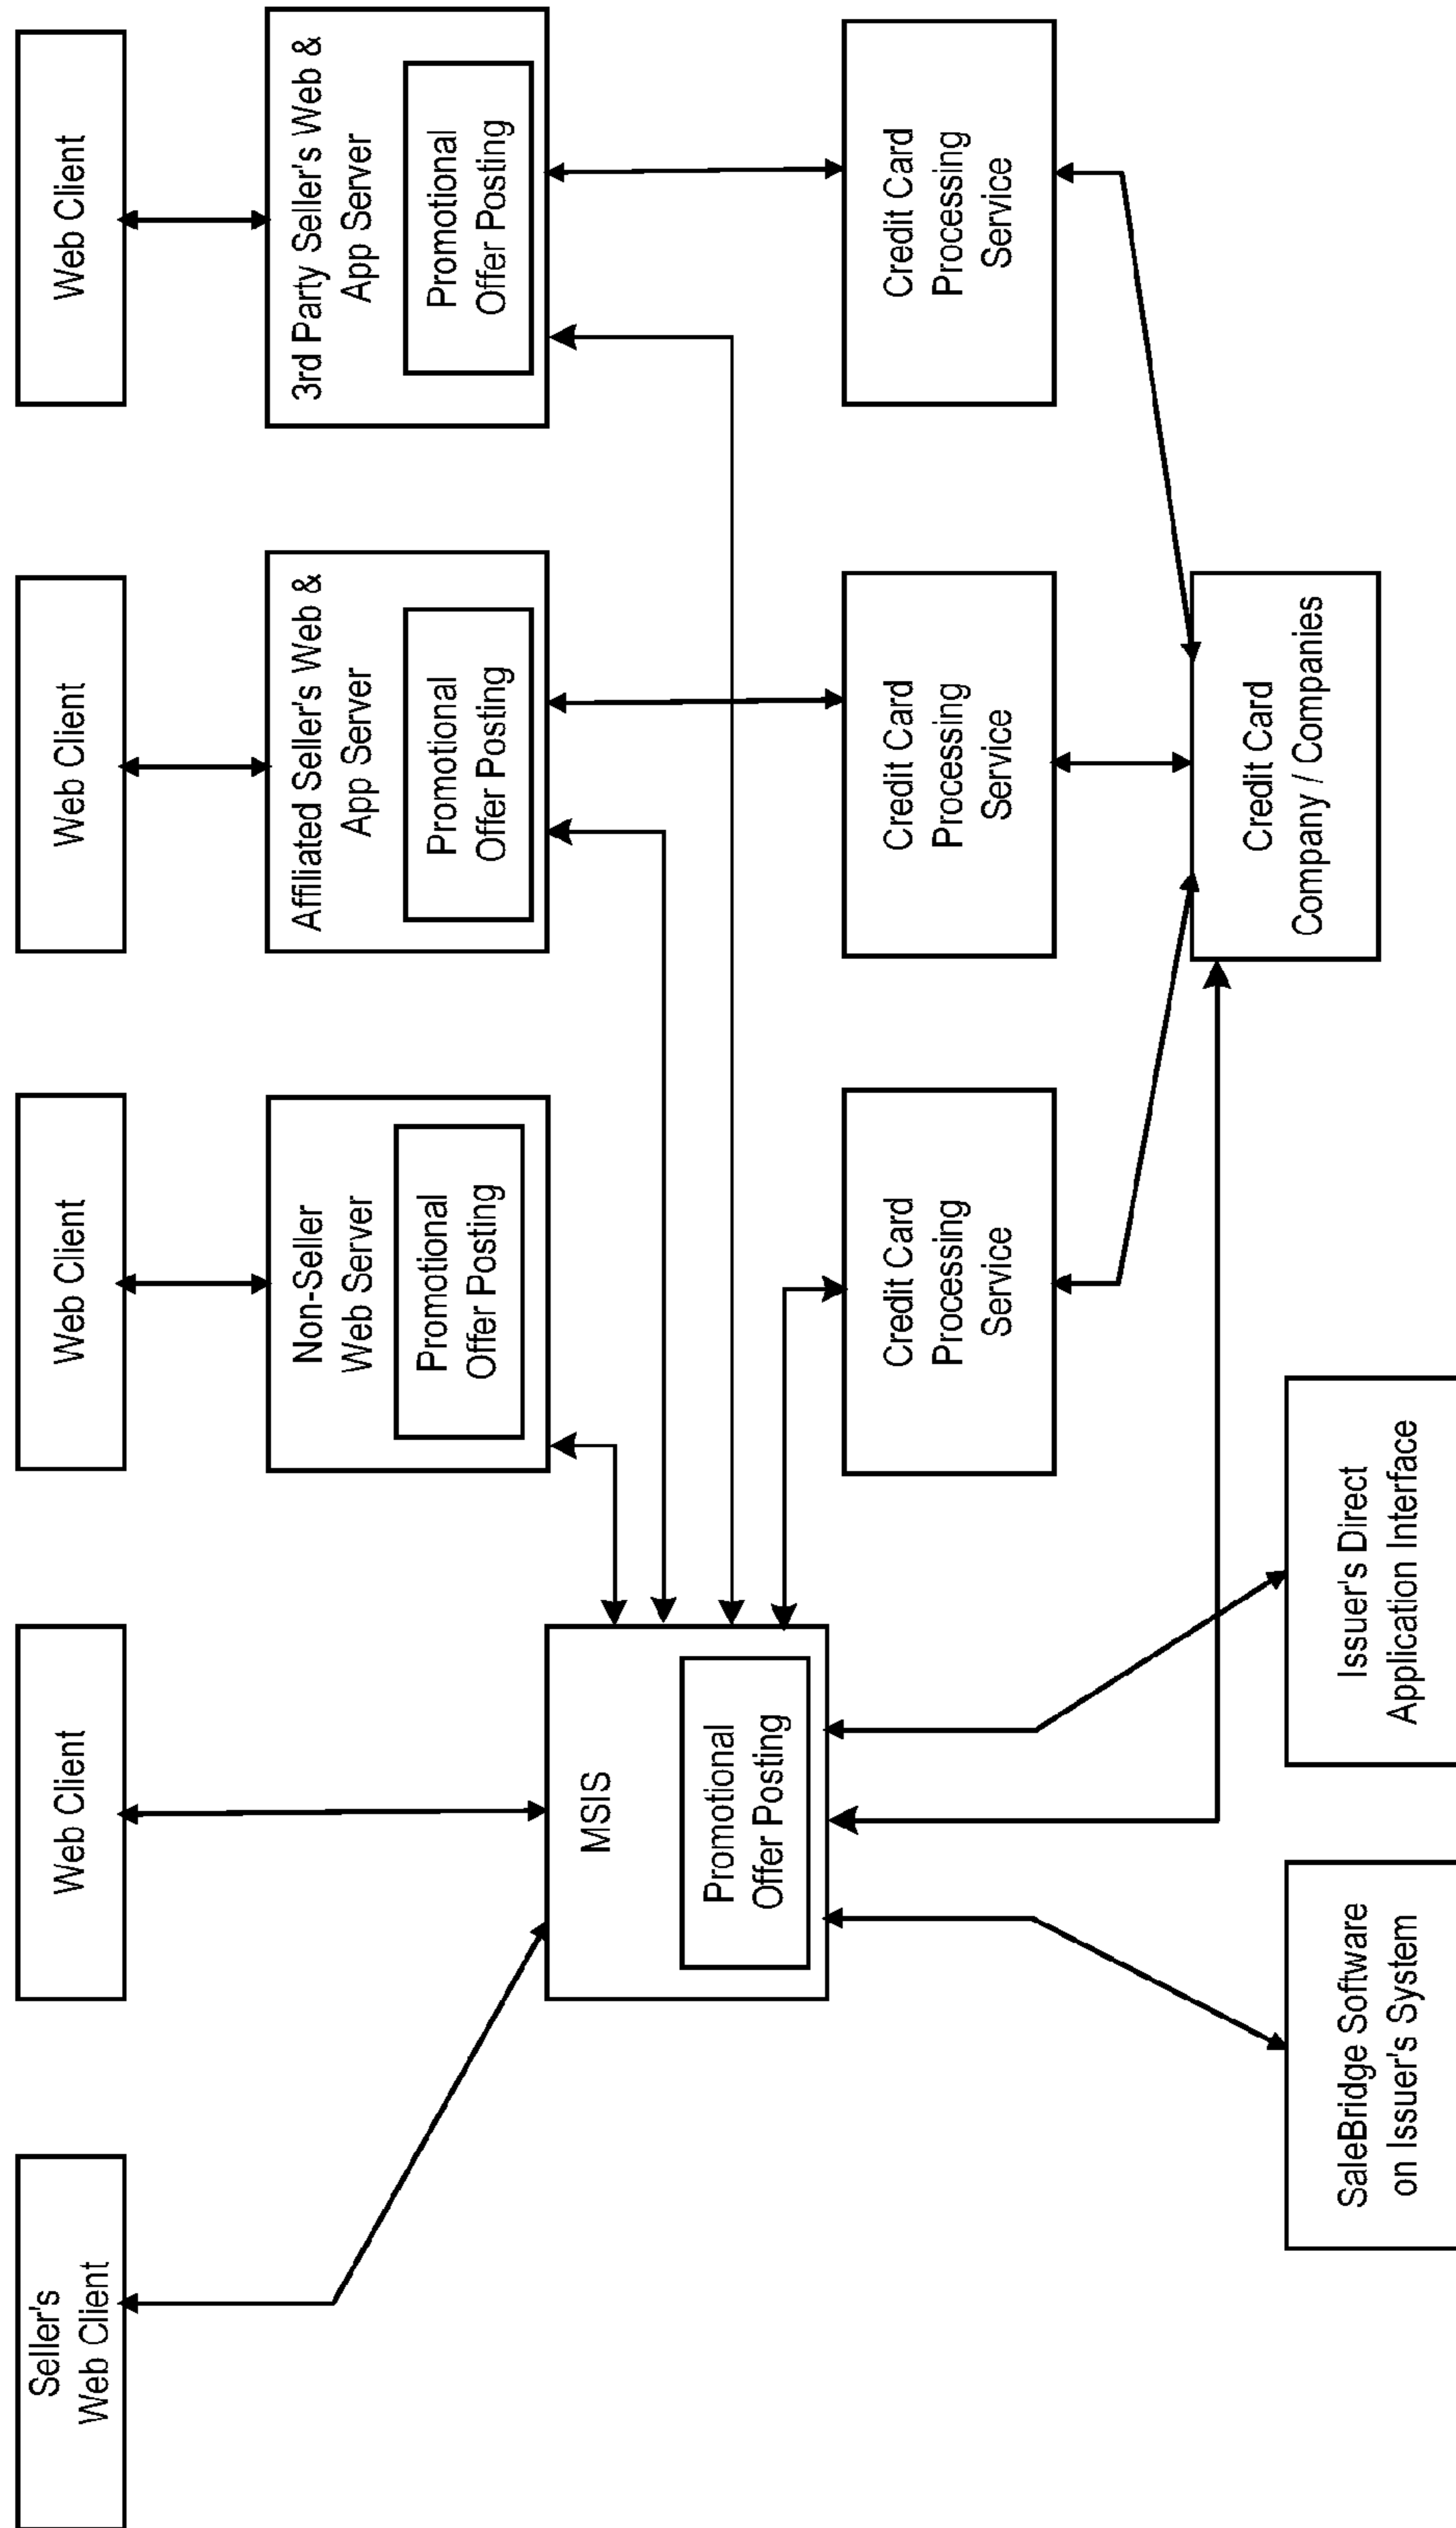 Seller's
Web Client
Web Client
Web Client
Web Client
Web Client
Non-Seller
Web Server
Promotional
Offer Posting
Affiliated Seller's Web &
App Server
Promotional
Offer Posting
3rd Party Seller's Web &
App Server
Promotional
Offer Posting
MSIS
Promotional
Offer Posting
Credit Card
Processing
Service
Credit Card
Processing
Service
Credit Card
Processing
Service
Credit Card
Company / Companies
SaleBridge Software
on Issuer's System
Issuer's Direct
Application Interface